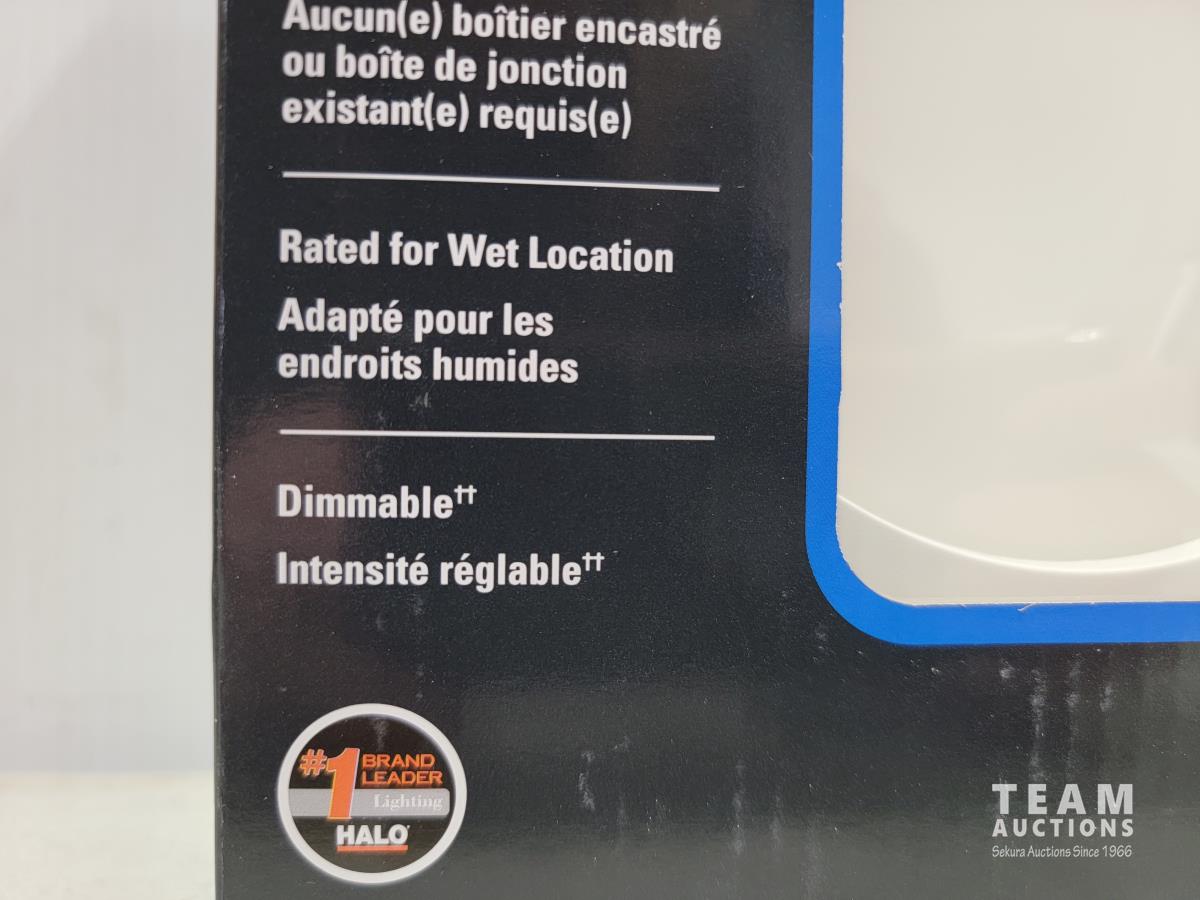 Aucun(e) boîtier encastré
ou boîte de jonction
existant(e) requis(e)
Rated for Wet Location
Adapté pour les
endroits humides
Dimmable††
Intensité réglable††
#1 BRAND
LEADER
Lighting
HALO
TEAM
AUCTIONS
Sekura Auctions Since 1966